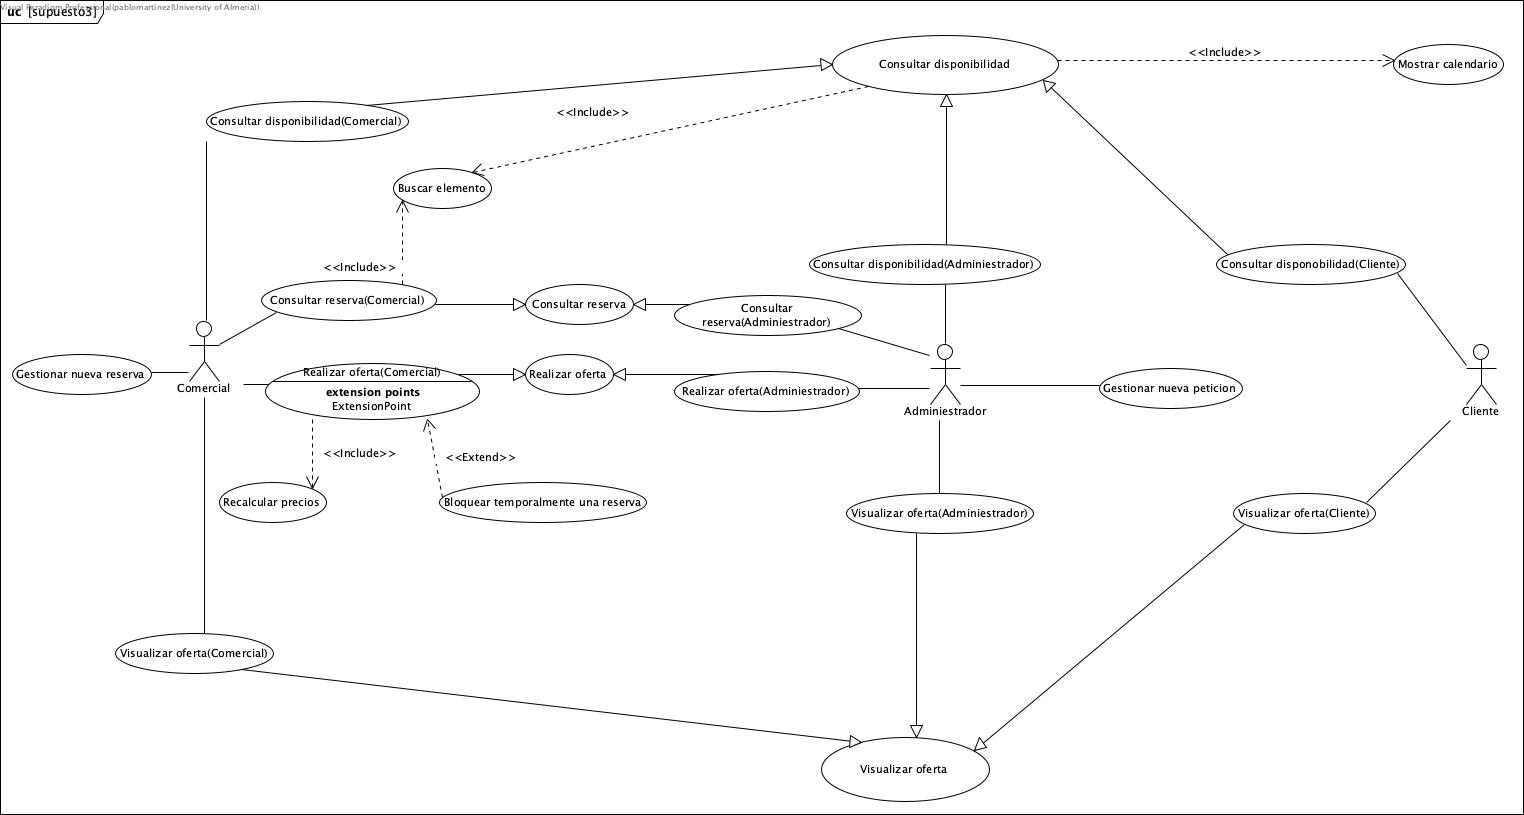 Visual Paradigm Professional(pablomartinez(University of Almeria))
uc [supuesto3]
Consultar disponibilidad
<<Include>>
Mostrar calendario
Consultar disponibilidad(Comercial)
<<Include>>
Buscar elemento
<<Include>>
Consultar disponibilidad(Adminiestrador)
Consultar disponobilidad(Cliente)
Consultar reserva(Comercial)
Consultar reserva
Consultar
reserva(Adminiestrador)
Gestionar nueva reserva
Comercial
Realizar oferta(Comercial)
extension points
ExtensionPoint
Realizar oferta
Realizar oferta(Adminiestrador)
Adminiestrador
Gestionar nueva peticion
Cliente
<<Include>>
<<Extend>>
Recalcular precios
Bloquear temporalmente una reserva
Visualizar oferta(Adminiestrador)
Visualizar oferta(Cliente)
Visualizar oferta(Comercial)
Visualizar oferta